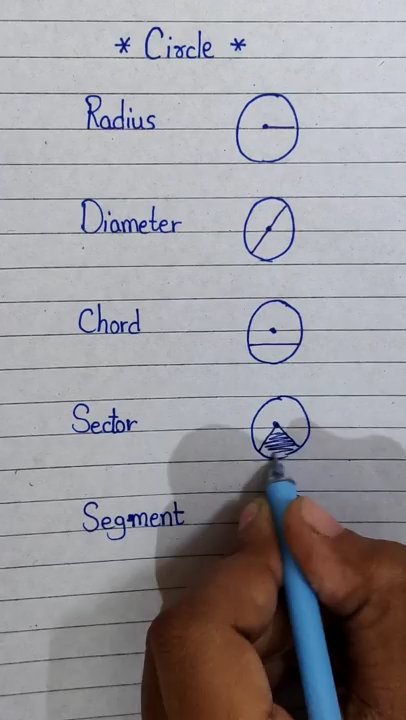 * Circle *
Radius
Diameter
Chord
Sector
Segment